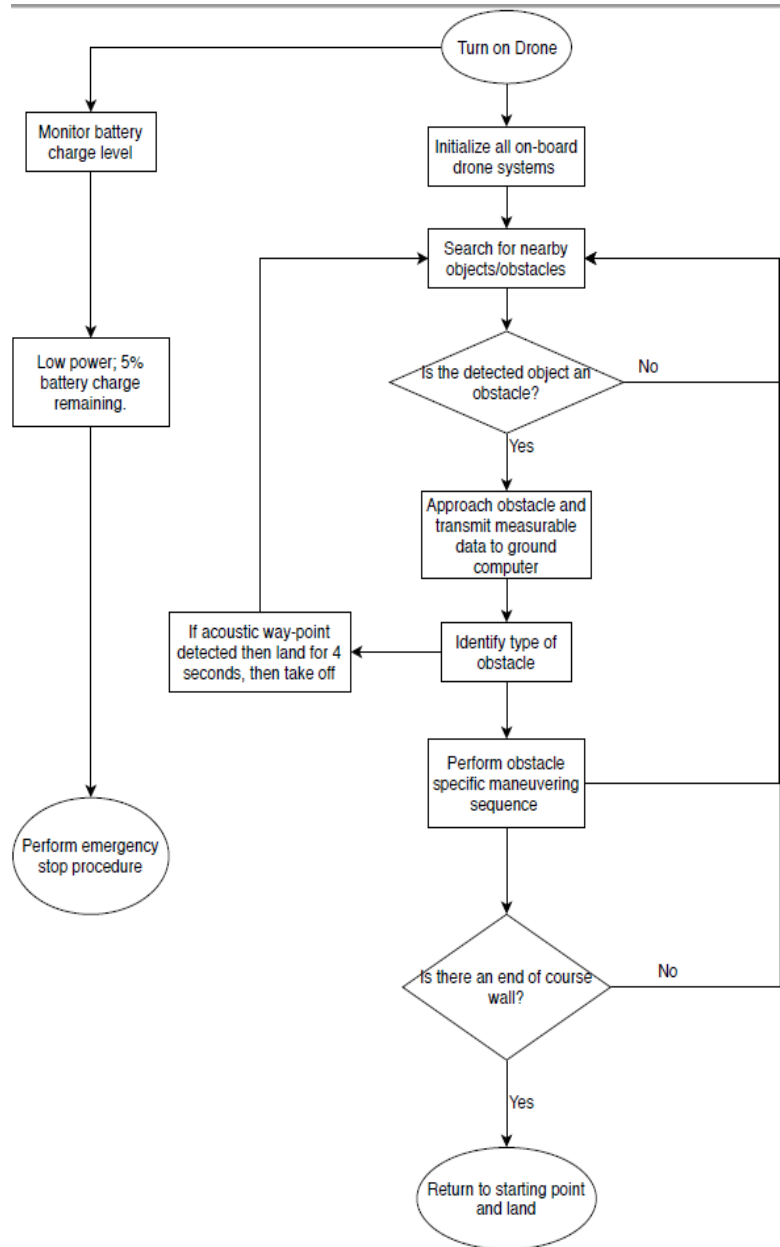 Turn on Drone
Monitor battery
charge level
Initialize all on-board
drone systems
Search for nearby
objects/obstacles
Low power; 5%
battery charge
remaining.
Is the detected object an
obstacle?
No
Yes
Approach obstacle and
transmit measurable
data to ground
computer
If acoustic way-point
detected then land for 4
seconds, then take off
Identify type of
obstacle
Perform obstacle
specific maneuvering
sequence
Perform emergency
stop procedure
Is there an end of course
wall?
No
Yes
Return to starting point
and land